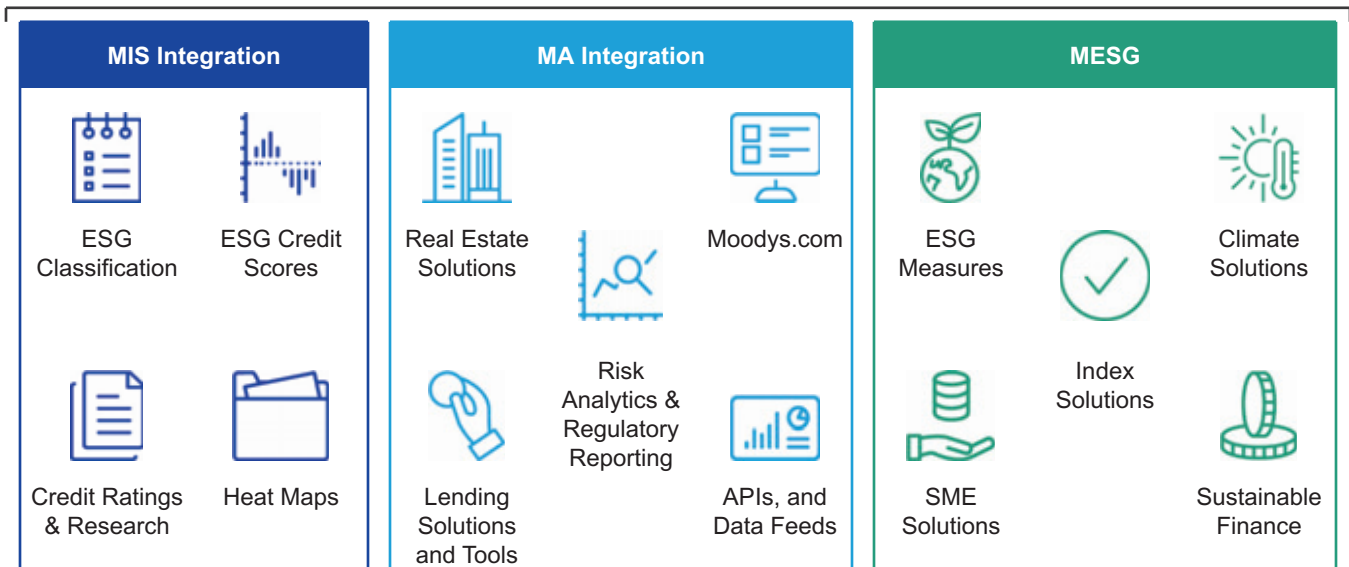 MIS Integration
ESG
Classification
ESG Credit
Scores
Credit Ratings
& Research
Heat Maps
MA Integration
Real Estate
Solutions
Moodys.com
Risk
Analytics &
Regulatory
Reporting
Lending
Solutions
and Tools
APIs, and
Data Feeds
MESG
ESG
Measures
Climate
Solutions
Index
Solutions
SME
Solutions
Sustainable
Finance